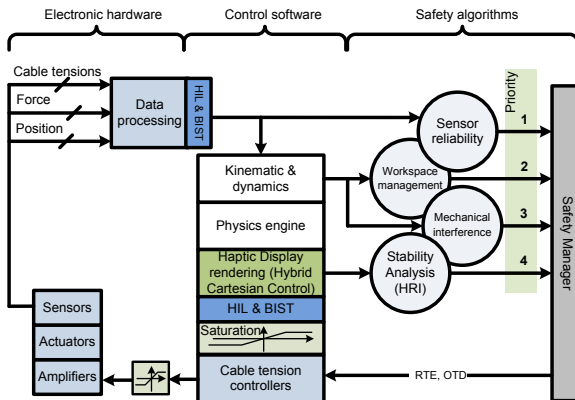 Electronic hardware
Control software
Safety algorithms
Cable tensions
Force
Position
Data
processing
HIL & BIST
Priority
1
Sensor
reliability
Kinematic &
dynamics
Workspace
management
2
Physics engine
Mechanical
interference
3
Haptic Display
rendering (Hybrid
Cartesian Control)
Stability
Analysis
(HRI)
4
Safety Manager
HIL & BIST
Saturation
Sensors
Actuators
Amplifiers
Cable tension
controllers
RTE, OTD